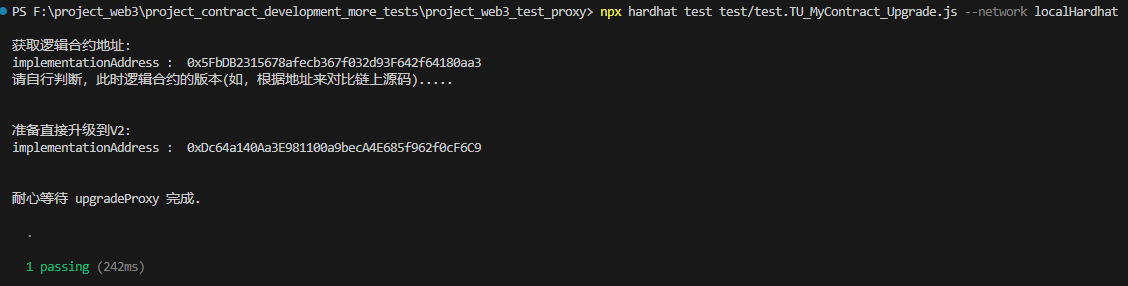 PS F:\project_web3\project_contract_development_more_tests\project_web3_test_proxy> npx hardhat test test/test.TU_MyContract_Upgrade.js --network localHardhat
获取逻辑合约地址:
implementationAddress :  0x5FbDB2315678afecb367f032d93F642f64180aa3
请自行判断, 此时逻辑合约的版本(如, 根据地址来对比链上源码).....
准备直接升级到V2:
implementationAddress :  0xDc64a140Aa3E981100a9becA4E685f962f0cF6C9
耐心等待 upgradeProxy 完成.
.
1 passing (242ms)